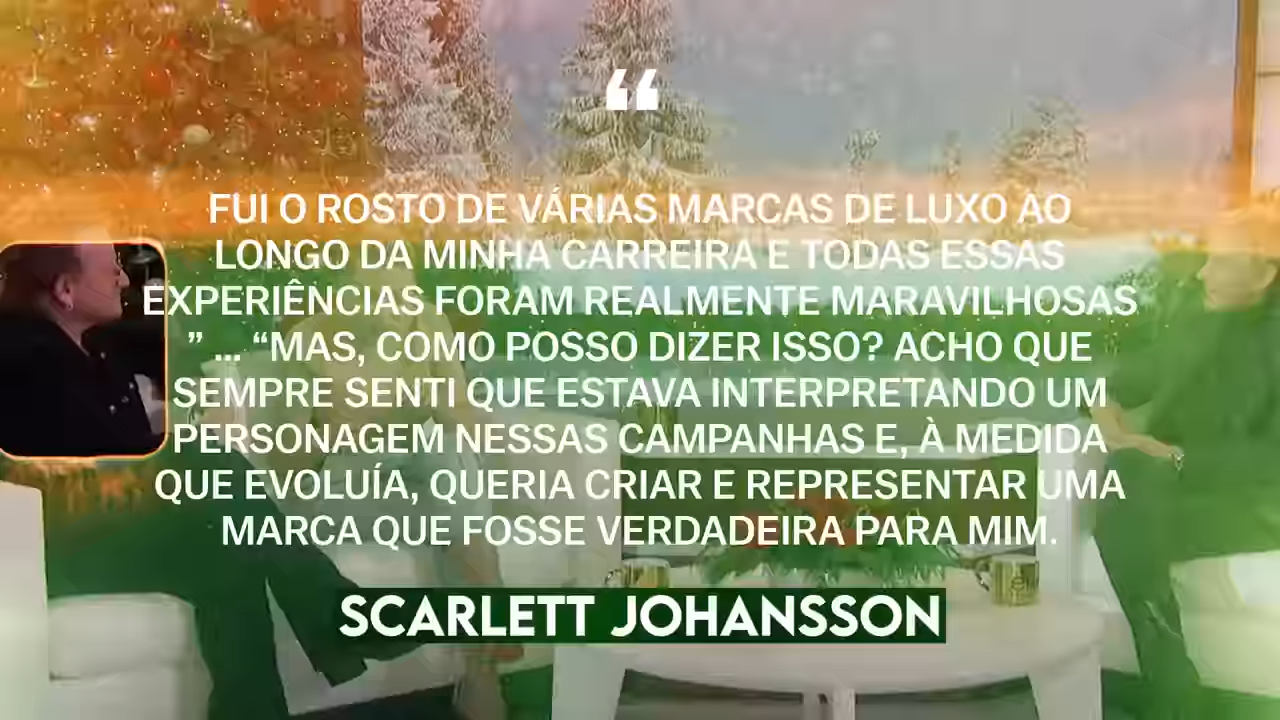 “
FUI O ROSTO DE VÁRIAS MARCAS DE LUXO AO
LONGO DA MINHA CARREIRA E TODAS ESSAS
EXPERIÊNCIAS FORAM REALMENTE MARAVILHOSAS
” ... “MAS, COMO POSSO DIZER ISSO? ACHO QUE
SEMPRE SENTI QUE ESTAVA INTERPRETANDO UM
PERSONAGEM NESSAS CAMPANHAS E, À MEDIDA
QUE EVOLUÍA, QUERIA CRIAR E REPRESENTAR UMA
MARCA QUE FOSSE VERDADEIRA PARA MIM.
SCARLETT JOHANSSON